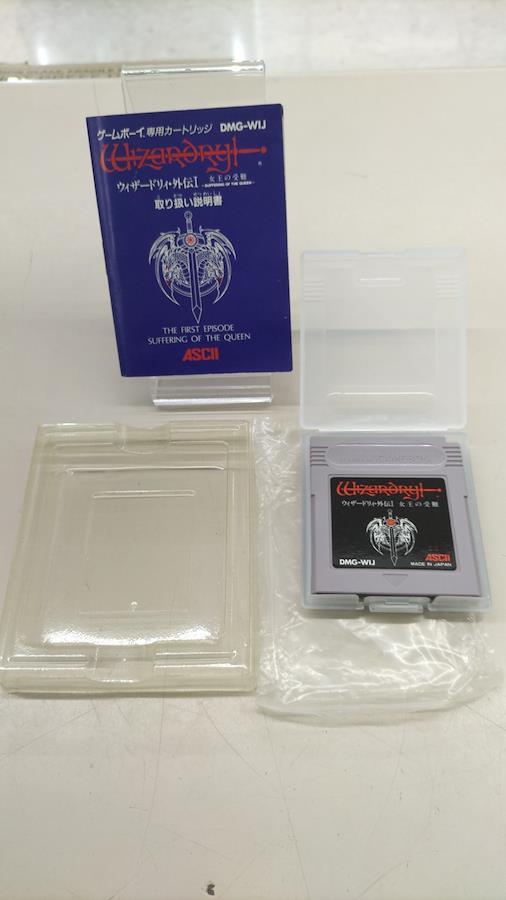 ゲームボーイ専用カートリッジ DMG-WIJ
Wizardry
ウィザードリィ・外伝I 女王の受難
-SUFFERING OF THE QUEEN-
取り扱い説明書
THE FIRST EPISODE
SUFFERING OF THE QUEEN
ASCII
Wizardry
ウィザードリィ・外伝I 女王の受難
DMG-WIJ ASCII
MADE IN JAPAN